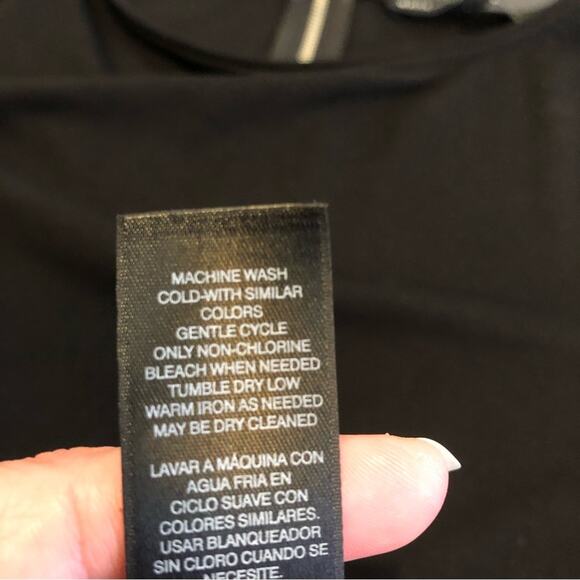 MACHINE WASH
COLD-WITH SIMILAR
COLORS
GENTLE CYCLE
ONLY NON-CHLORINE
BLEACH WHEN NEEDED
TUMBLE DRY LOW
WARM IRON AS NEEDED
MAY BE DRY CLEANED
LAVAR A MÁQUINA CON
AGUA FRIA EN
CICLO SUAVE CON
COLORES SIMILARES.
USAR BLANQUEADOR
SIN CLORO CUANDO SE
NECESITE.